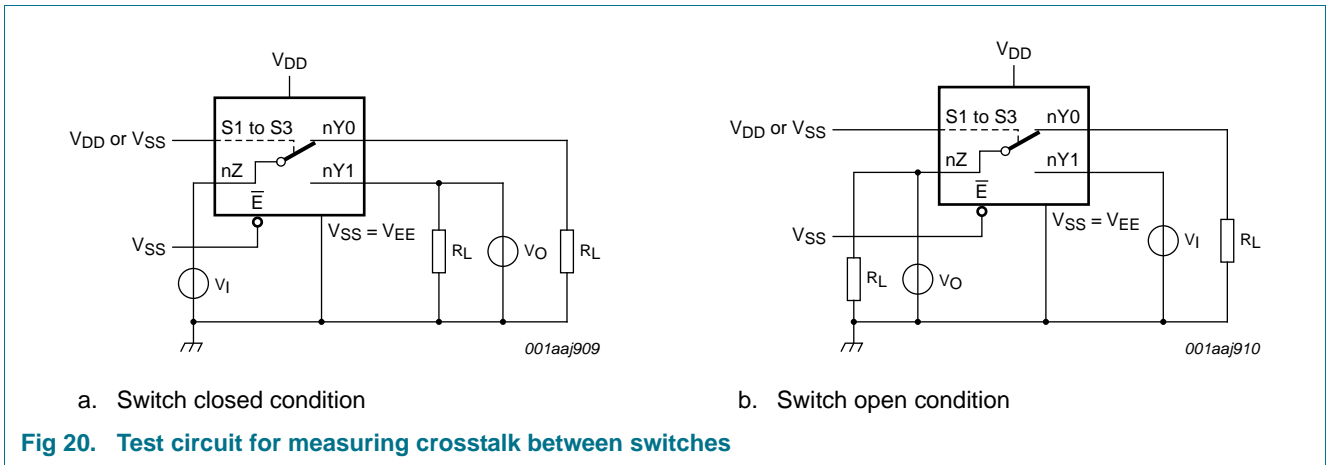 VDD
VDD or VSS
S1 to S3
nY0
nZ
nY1
E
VSS
VSS = VEE
VI
RL
VO
RL
001aaj909
a. Switch closed condition
VDD
VDD or VSS
S1 to S3
nY0
nZ
nY1
E
VSS
VSS = VEE
RL
VO
VI
RL
001aaj910
b. Switch open condition
Fig 20. Test circuit for measuring crosstalk between switches